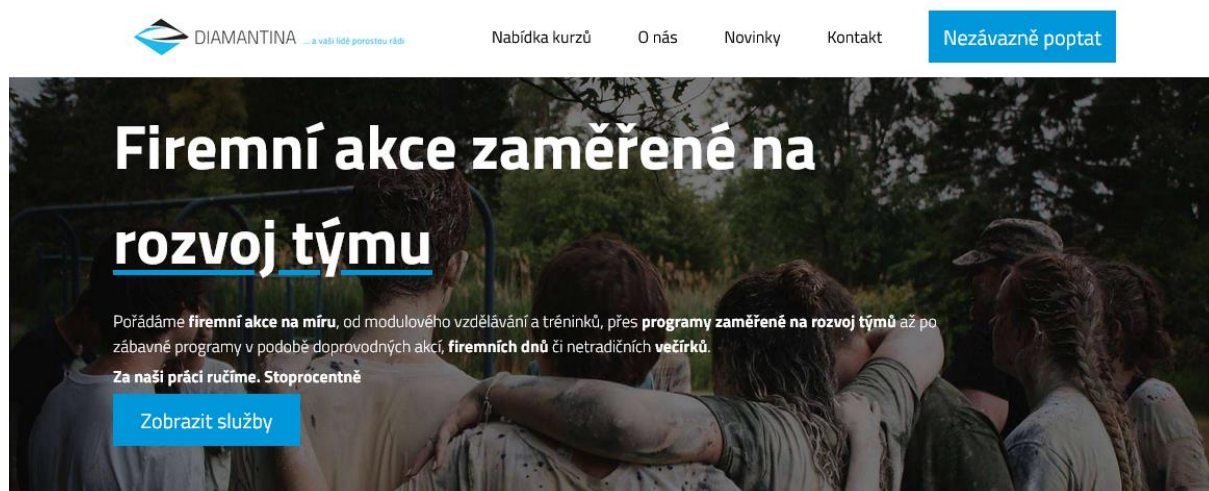 DIAMANTINA ... a vaši lidé porostou rádi
Nabídka kurzů
O nás
Novinky
Kontakt
Nezávazně poptat
Firemní akce zaměřené na
rozvoj týmu
Pořádáme firemní akce na míru, od modulového vzdělávání a tréninků, přes programy zaměřené na rozvoj týmů až po
zábavné programy v podobě doprovodných akcí, firemních dnů či netradičních večírků.
Za naši práci ručíme. Stoprocentně
Zobrazit služby